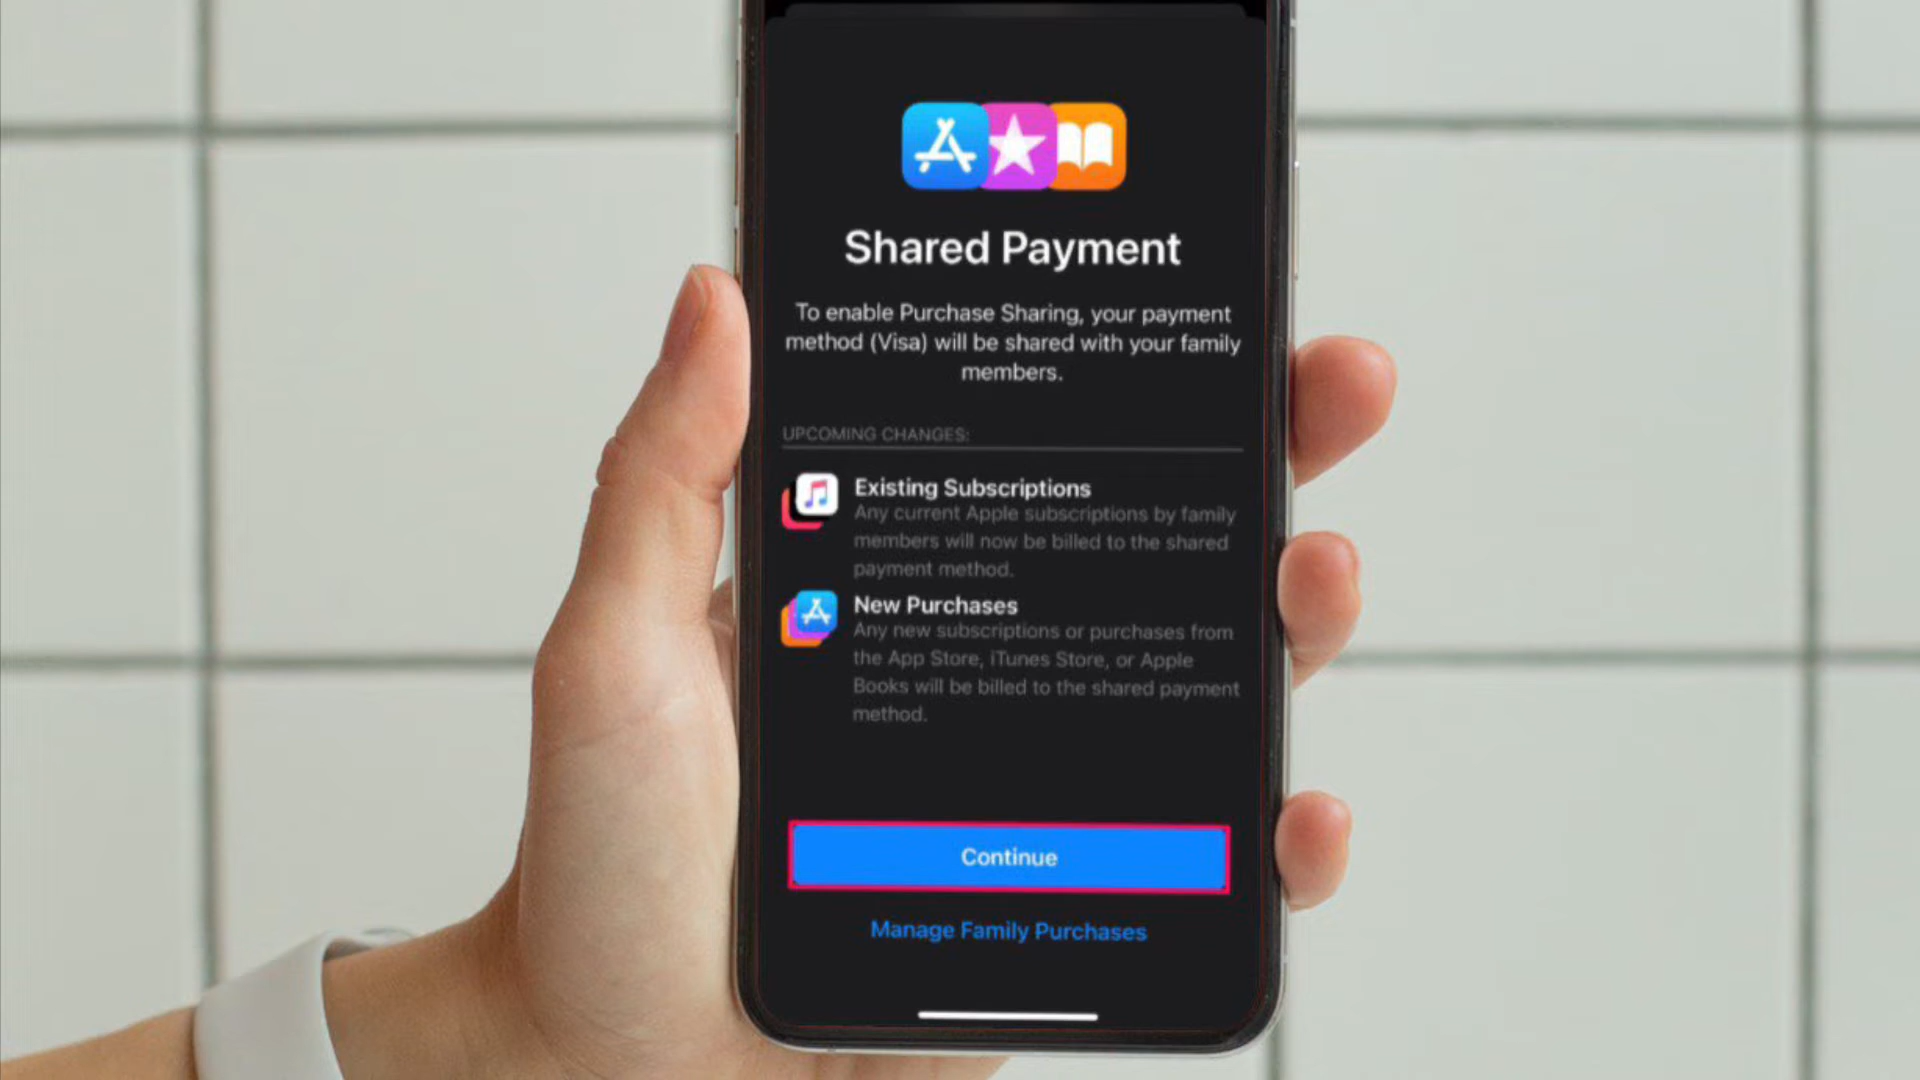 Shared Payment
To enable Purchase Sharing, your payment
method (Visa) will be shared with your family
members.
UPCOMING CHANGES:
Existing Subscriptions
Any current Apple subscriptions by family
members will now be billed to the shared
payment method.
New Purchases
Any new subscriptions or purchases from
the App Store, iTunes Store, or Apple
Books will be billed to the shared payment
method.
Continue
Manage Family Purchases